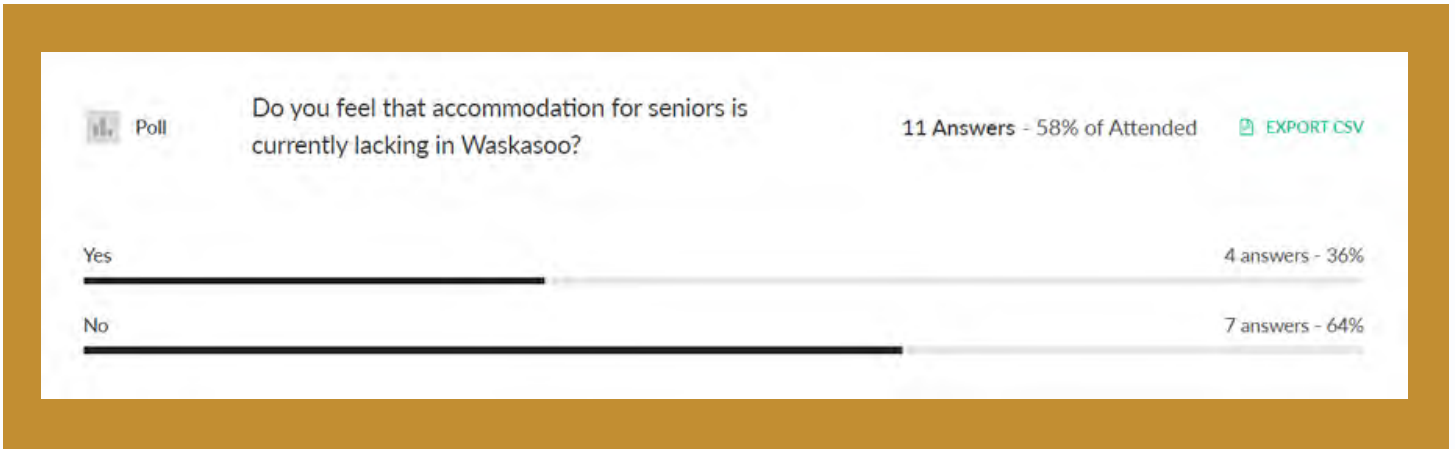 Poll
Do you feel that accommodation for seniors is
currently lacking in Waskasoo?
11 Answers - 58% of Attended
EXPORT CSV
Yes
4 answers - 36%
No
7 answers - 64%